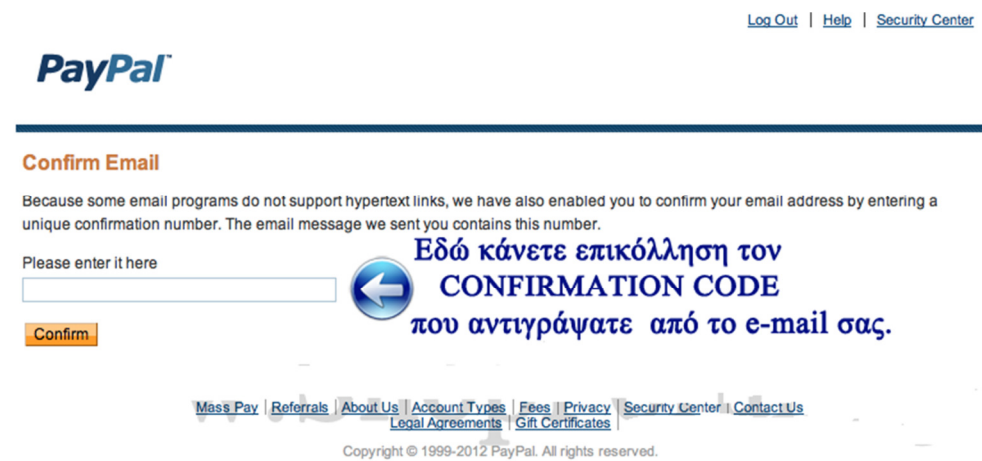 Log Out | Help | Security Center
PayPal™
Confirm Email
Because some email programs do not support hypertext links, we have also enabled you to confirm your email address by entering a
unique confirmation number. The email message we sent you contains this number.
Please enter it here
Εδώ κάνετε επικόλληση τον
CONFIRMATION CODE
που αντιγράψατε από το e-mail σας.
Confirm
Mass Pay | Referrals | About Us | Account Types | Fees | Privacy | Security Center | Contact Us
Legal Agreements | Gift Certificates |
Copyright © 1999-2012 PayPal. All rights reserved.